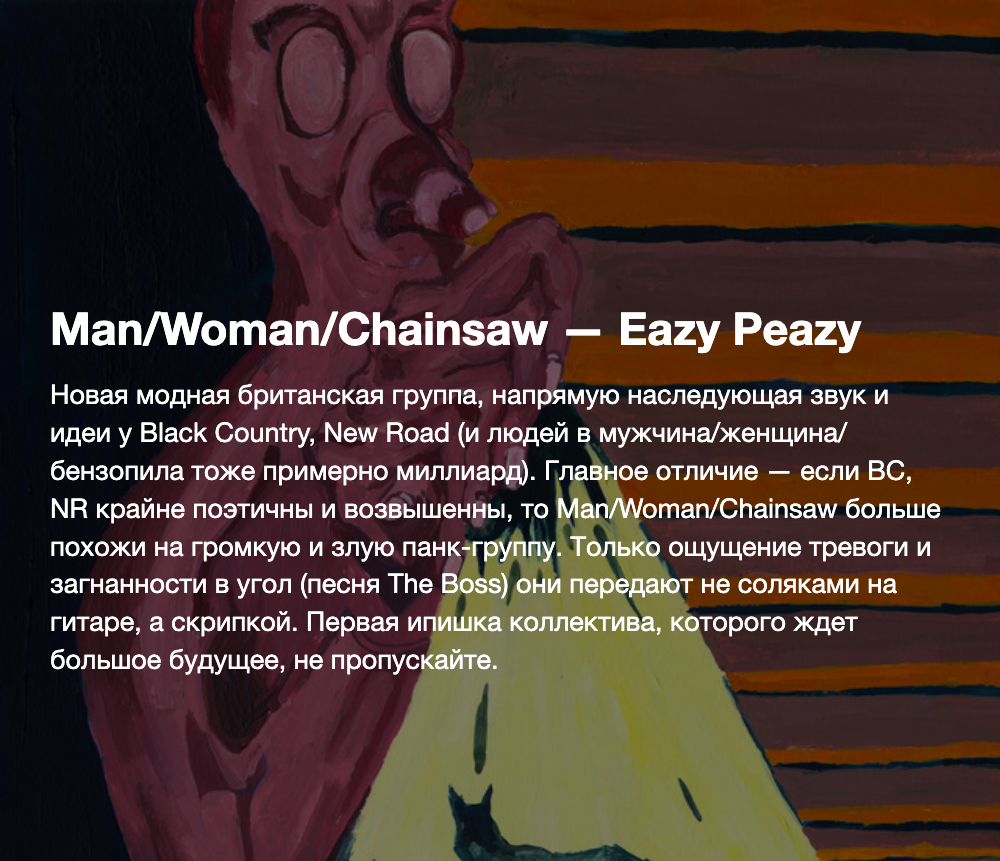 Man/Woman/Chainsaw — Eazy Peazy
Новая модная британская группа, напрямую наследующая звук и
идеи у Black Country, New Road (и людей в мужчина/женщина/
бензопила тоже примерно миллиард). Главное отличие — если BC,
NR крайне поэтичны и возвышенны, то Man/Woman/Chainsaw больше
похожи на громкую и злую панк-группу. Только ощущение тревоги и
загнанности в угол (песня The Boss) они передают не соляками на
гитаре, а скрипкой. Первая ипишка коллектива, которого ждет
большое будущее, не пропускайте.